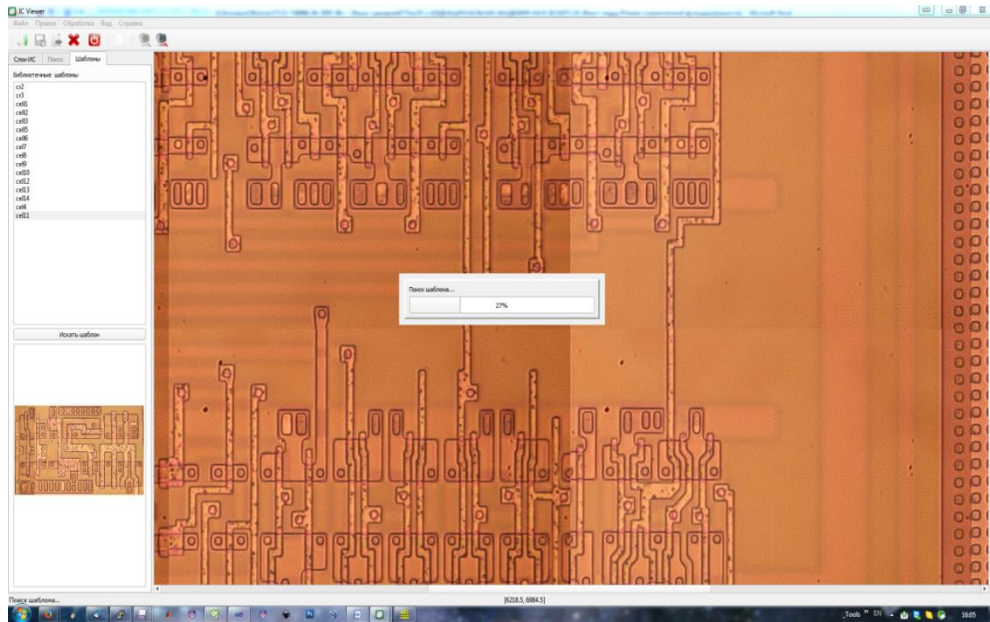 IC Viewer
Файл Правка Обработка Вид Справка
Слои ИС Поиск Шаблоны
Библиотечные шаблоны
cr2
cr3
cell1
cell2
cell3
cell5
cell6
cell7
cell8
cell9
cell10
cell12
cell13
cell14
cell4
cell11
Искать шаблон
Поиск шаблона...
27%
Поиск шаблона...
[6218.5, 6984.5]
_Tools » EN 16:05